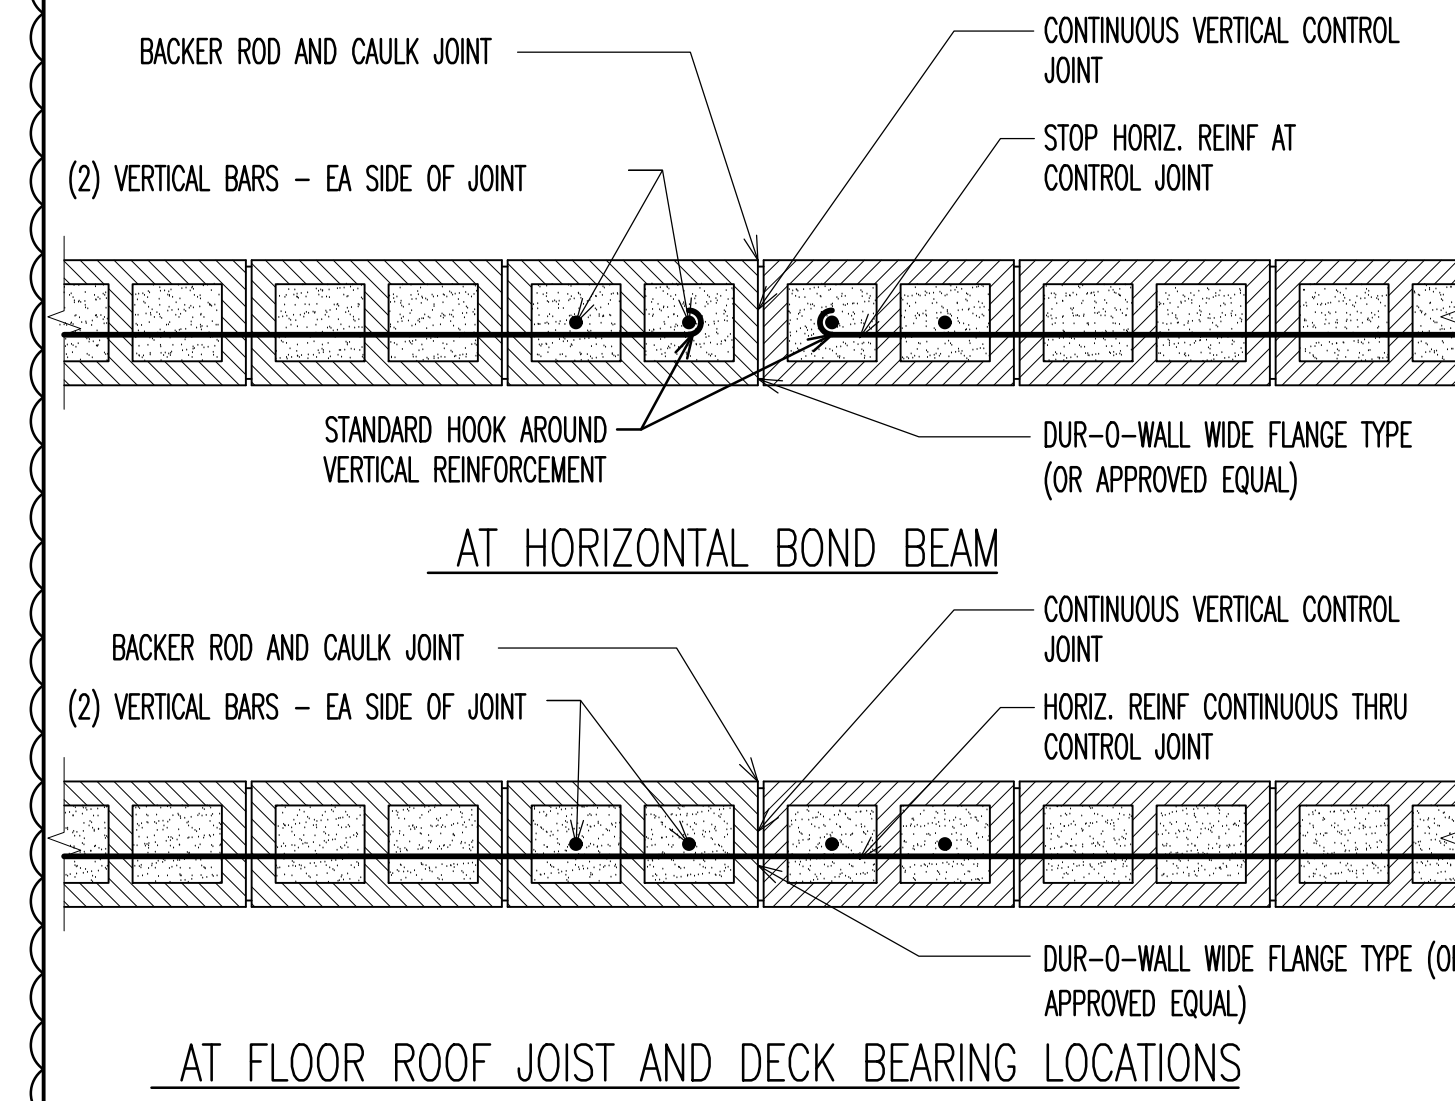 BACKER ROD AND CAULK JOINT
CONTINUOUS VERTICAL CONTROL
JOINT
STOP HORIZ. REINF AT
CONTROL JOINT
(2) VERTICAL BARS - EA SIDE OF JOINT
STANDARD HOOK AROUND
VERTICAL REINFORCEMENT
DUR-O-WALL WIDE FLANGE TYPE
(OR APPROVED EQUAL)
AT HORIZONTAL BOND BEAM
CONTINUOUS VERTICAL CONTROL
JOINT
BACKER ROD AND CAULK JOINT
(2) VERTICAL BARS - EA SIDE OF JOINT
HORIZ. REINF CONTINUOUS THRU
CONTROL JOINT
DUR-O-WALL WIDE FLANGE TYPE
APPROVED EQUAL)
AT FLOOR ROOF JOIST AND DECK BEARING LOCATIONS